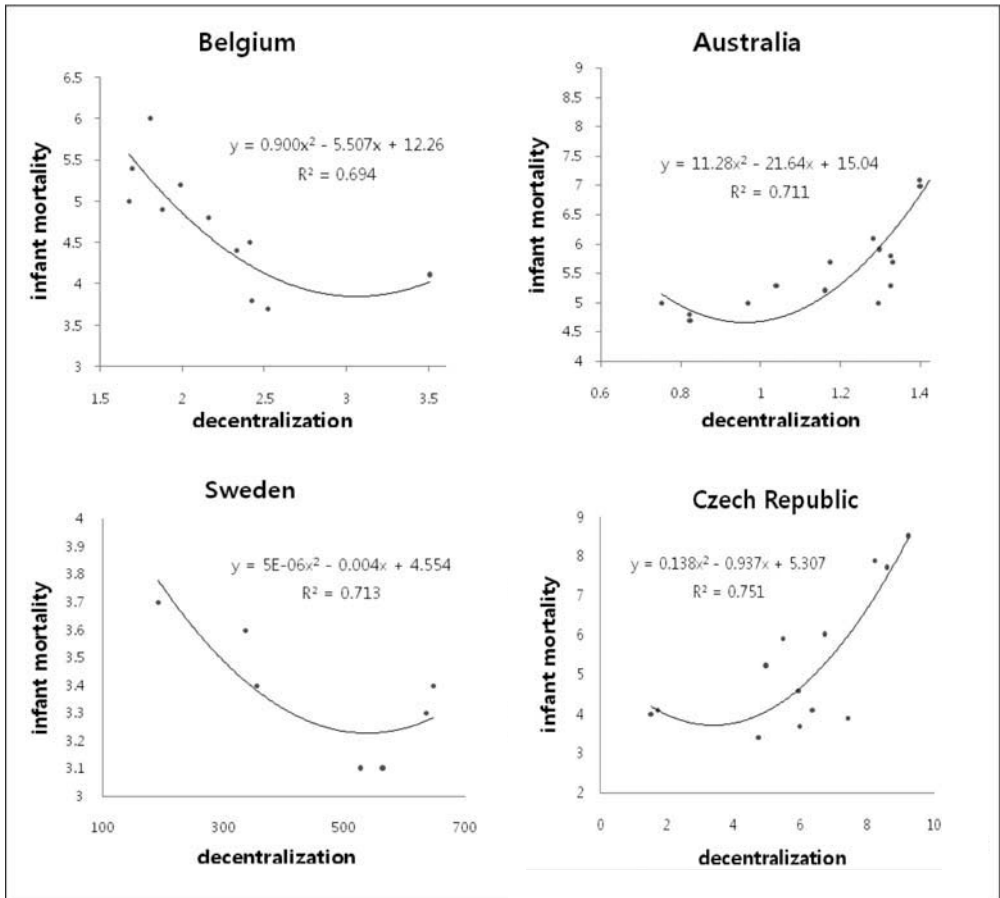 Belgium
infant mortality
6.5
6
5.5
5
4.5
4
3.5
3
y = 0.900x² - 5.507x + 12.26
R² = 0.694
1.5 2 2.5 3 3.5
decentralization
Australia
infant mortality
9
8.5
8
7.5
7
6.5
6
5.5
5
4.5
4
y = 11.28x² - 21.64x + 15.04
R² = 0.711
0.6 0.8 1 1.2 1.4
decentralization
Sweden
infant mortality
4
3.9
3.8
3.7
3.6
3.5
3.4
3.3
3.2
3.1
3
y = 5E-06x² - 0.004x + 4.554
R² = 0.713
100 300 500 700
decentralization
Czech Republic
infant mortality
9
8
7
6
5
4
3
2
y = 0.138x² - 0.937x + 5.307
R² = 0.751
0 2 4 6 8 10
decentralization